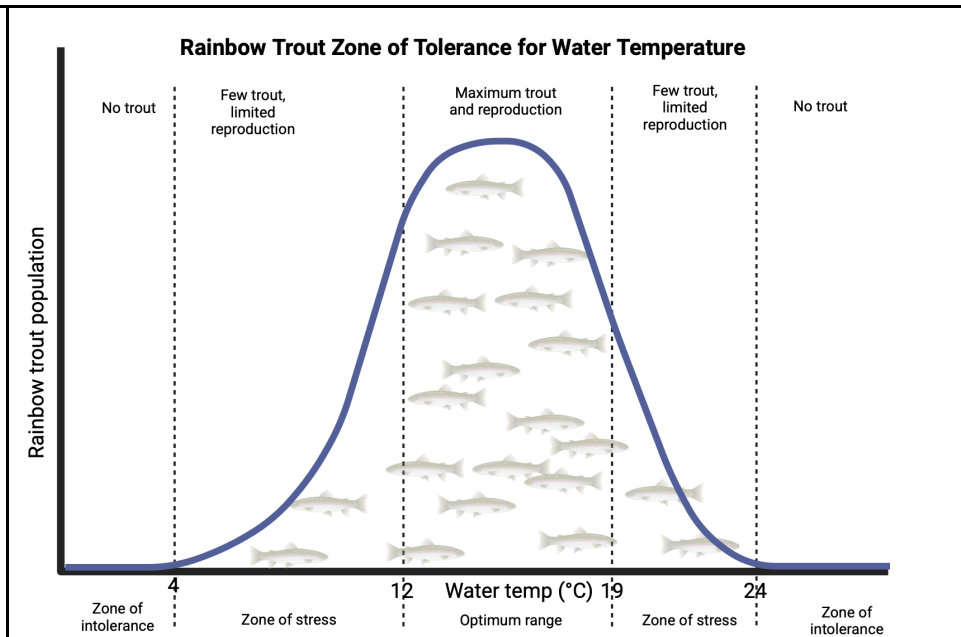 Rainbow Trout Zone of Tolerance for Water Temperature
No trout
Few trout,
limited
reproduction
Maximum trout
and reproduction
Few trout,
limited
reproduction
No trout
Rainbow trout population
4
12
Water temp (°C)
19
24
Zone of
intolerance
Zone of stress
Optimum range
Zone of stress
Zone of
intolerance